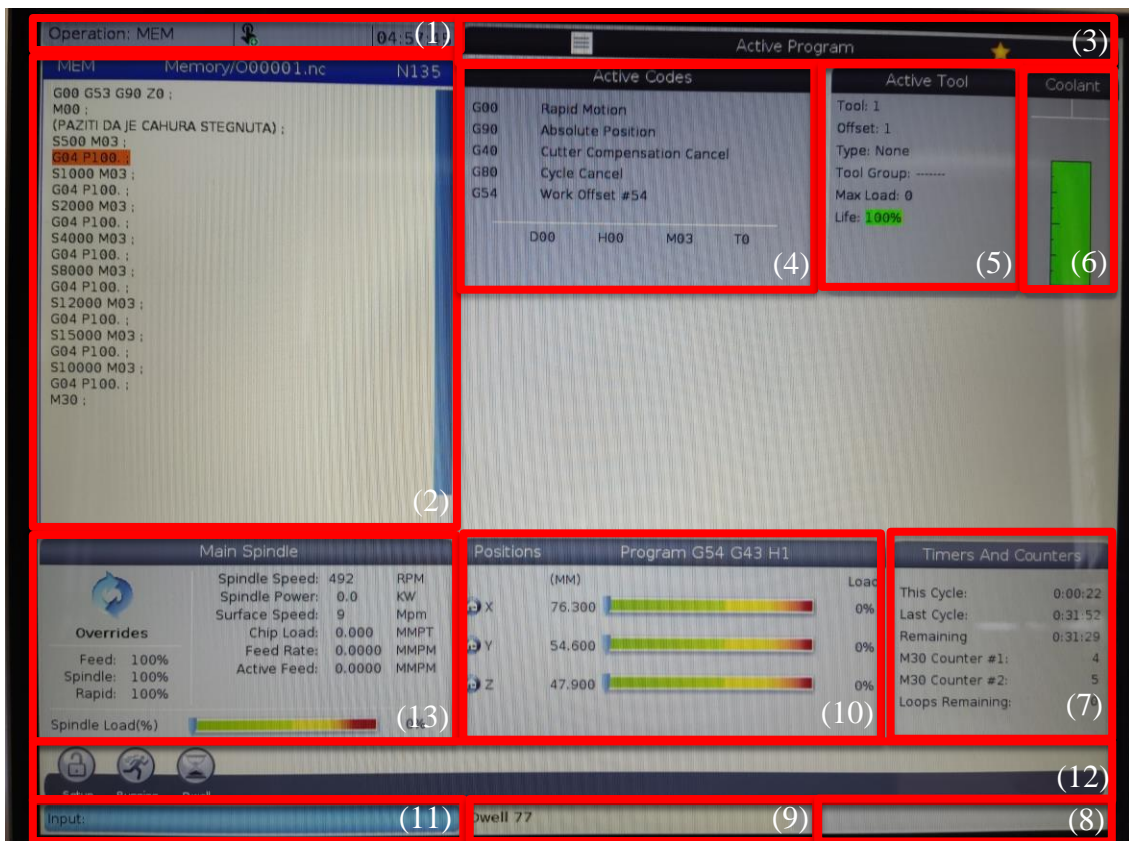 Operation: MEM
(1)
MEM Memory/O00001.nc N135
G00 G53 G90 Z0 ;
M00 ;
(PAZITI DA JE CAHURA STEGNUTA) ;
S500 M03 ;
G04 P100. ;
S1000 M03 ;
G04 P100. ;
S2000 M03 ;
G04 P100. ;
S4000 M03 ;
G04 P100. ;
S8000 M03 ;
G04 P100. ;
S12000 M03 ;
G04 P100. ;
S15000 M03 ;
G04 P100. ;
S10000 M03 ;
G04 P100. ;
M30 ;
(2)
Active Program
(3)
Active Codes
G00 Rapid Motion
G90 Absolute Position
G40 Cutter Compensation Cancel
G80 Cycle Cancel
G54 Work Offset #54
D00 H00 M03 T0
(4)
Active Tool
Tool: 1
Offset: 1
Type: None
Tool Group: -------
Max Load: 0
Life: 100%
(5)
Coolant
(6)
Main Spindle
Overrides
Feed: 100%
Spindle: 100%
Rapid: 100%
Spindle Speed: 492 RPM
Spindle Power: 0.0 KW
Surface Speed: 9 Mpm
Chip Load: 0.000 MMPT
Feed Rate: 0.0000 MMPM
Active Feed: 0.0000 MMPM
Spindle Load(%) 0%
(13)
Positions Program G54 G43 H1
(MM) Load
X 76.300 0%
Y 54.600 0%
Z 47.900 0%
(10)
Timers And Counters
This Cycle: 0:00:22
Last Cycle: 0:31:52
Remaining 0:31:29
M30 Counter #1: 4
M30 Counter #2: 5
Loops Remaining: 0
(7)
Setup Running Dwell
(12)
Input:
(11)
Dwell 77
(9)
(8)